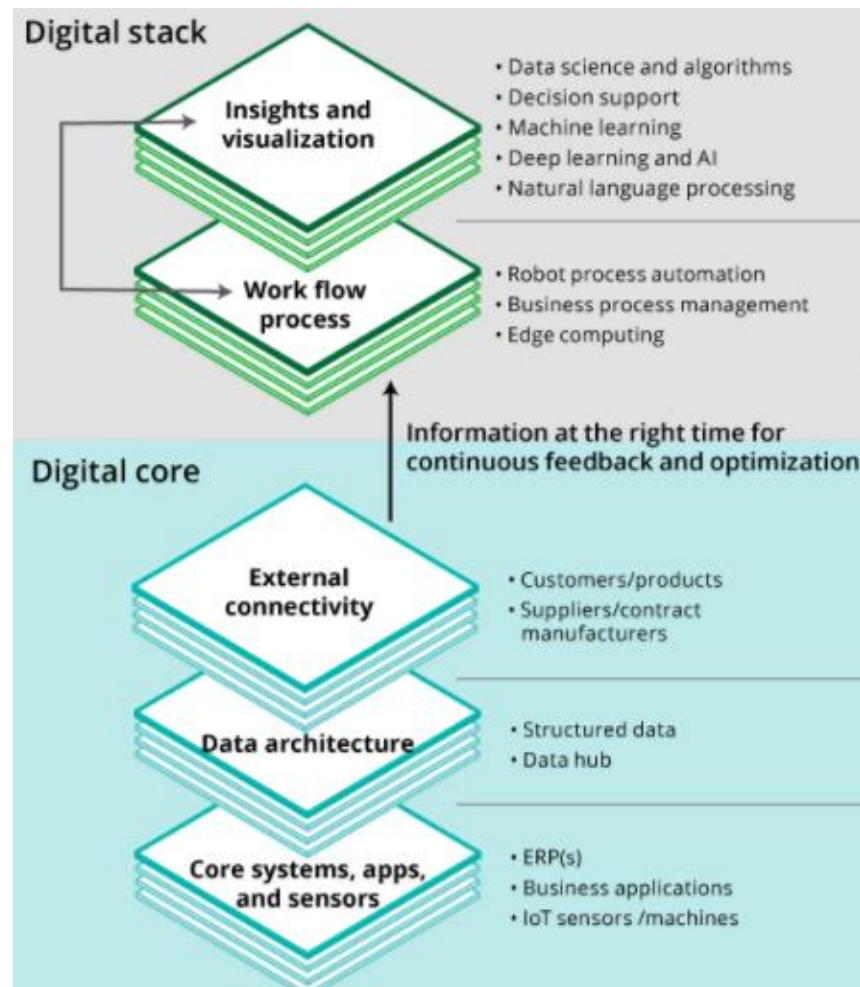 Digital stack
Insights and
visualization
• Data science and algorithms
• Decision support
• Machine learning
• Deep learning and AI
• Natural language processing
Work flow
process
• Robot process automation
• Business process management
• Edge computing
Information at the right time for
continuous feedback and optimization
Digital core
External
connectivity
• Customers/products
• Suppliers/contract
manufacturers
Data architecture
• Structured data
• Data hub
Core systems, apps,
and sensors
• ERP(s)
• Business applications
• IoT sensors /machines